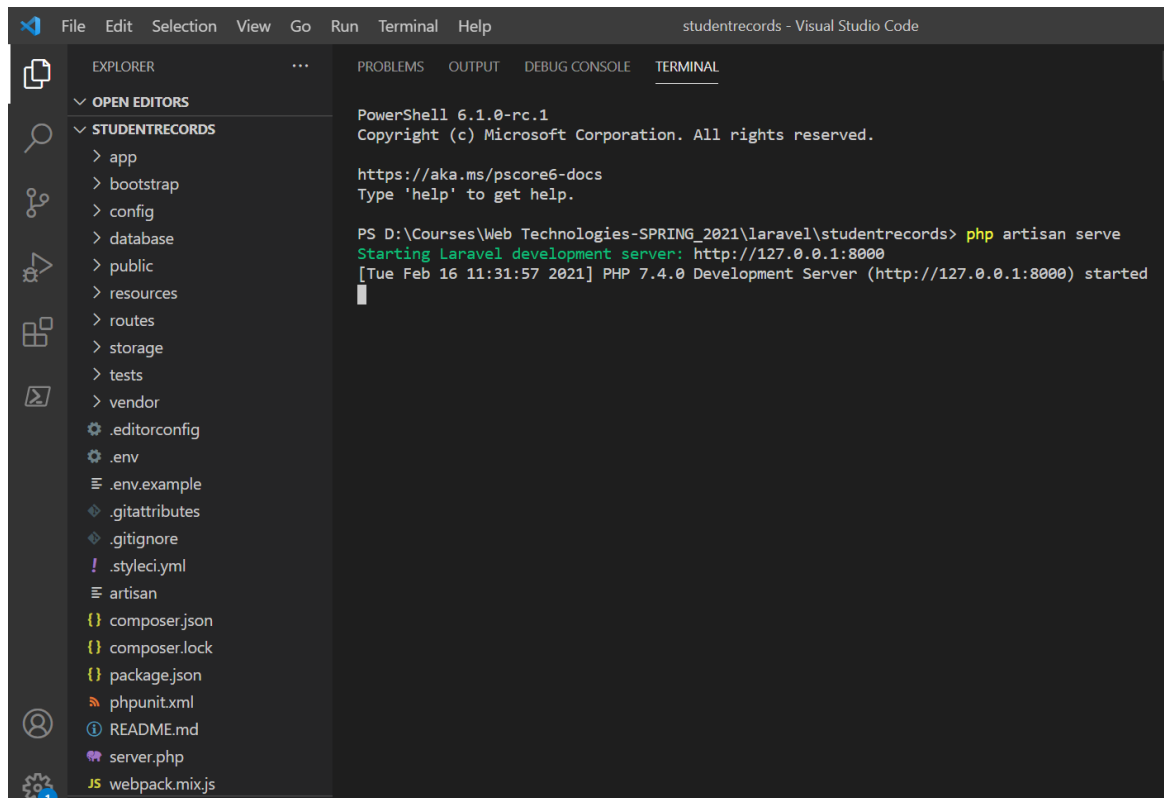 File Edit Selection View Go Run Terminal Help studentrecords - Visual Studio Code
EXPLORER ···
OPEN EDITORS
STUDENTRECORDS
app
bootstrap
config
database
public
resources
routes
storage
tests
vendor
.editorconfig
.env
.env.example
.gitattributes
.gitignore
! .styleci.yml
artisan
{} composer.json
{} composer.lock
{} package.json
phpunit.xml
README.md
server.php
JS webpack.mix.js
1
PROBLEMS OUTPUT DEBUG CONSOLE TERMINAL
PowerShell 6.1.0-rc.1
Copyright (c) Microsoft Corporation. All rights reserved.
https://aka.ms/pscore6-docs
Type 'help' to get help.
PS D:\Courses\Web Technologies-SPRING_2021\laravel\studentrecords> php artisan serve
Starting Laravel development server: http://127.0.0.1:8000
[Tue Feb 16 11:31:57 2021] PHP 7.4.0 Development Server (http://127.0.0.1:8000) started